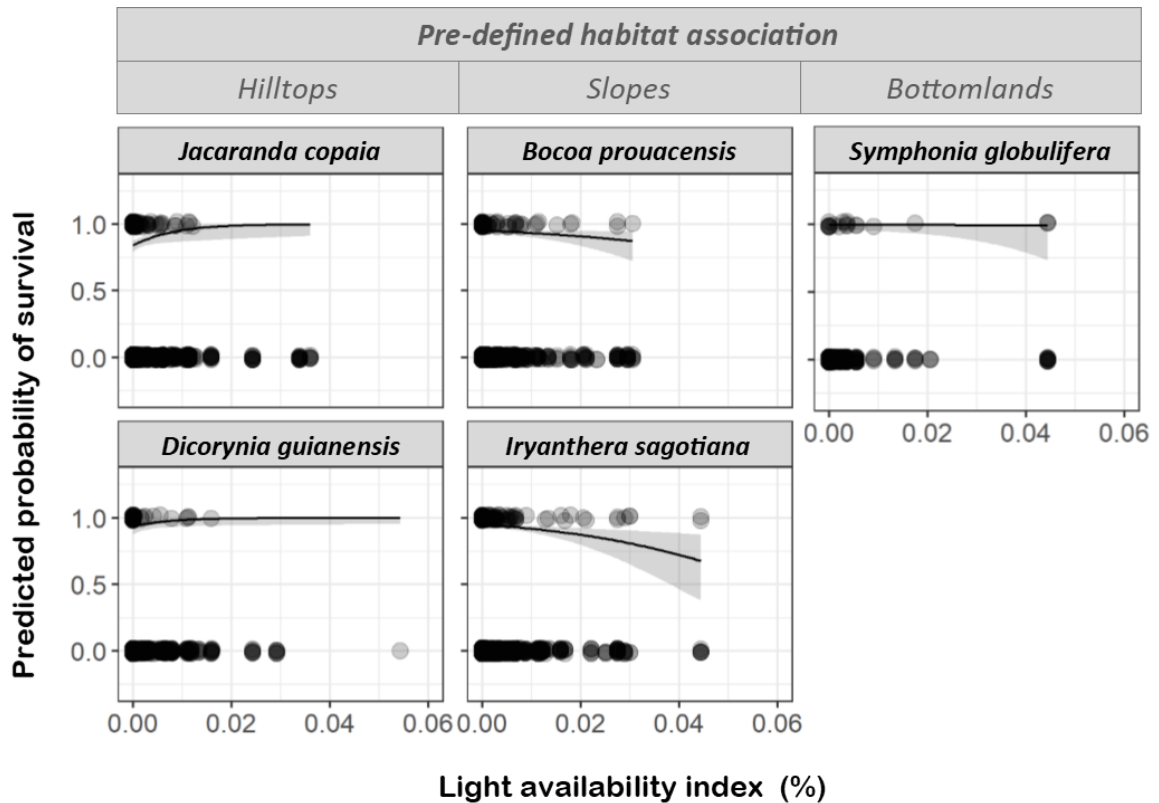 Pre-defined habitat association
Hilltops Slopes Bottomlands
Jacaranda copaia Bocoa prouacensis Symphonia globulifera
1.0
0.5
0.0
0.00 0.02 0.04 0.06
Dicorynia guianensis Iryanthera sagotiana
1.0
0.5
0.0
0.00 0.02 0.04 0.06 0.00 0.02 0.04 0.06
Predicted probability of survival
Light availability index (%)